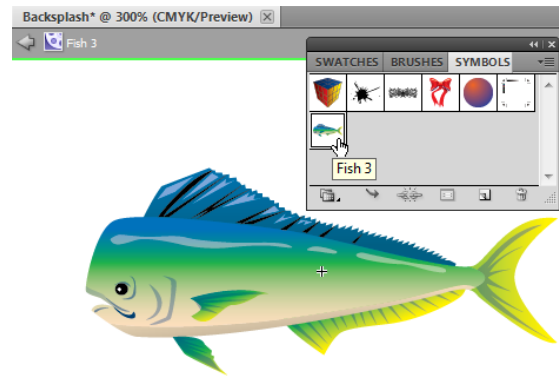 Backsplash* @ 300% (CMYK/Preview)
Fish 3
SWATCHES BRUSHES SYMBOLS
Fish 3